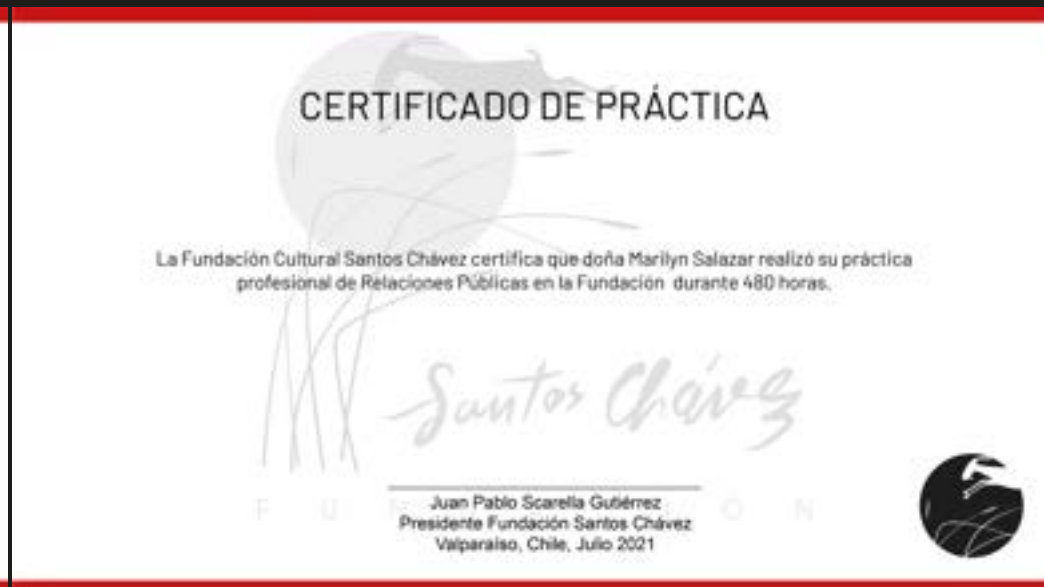 CERTIFICADO DE PRÁCTICA
La Fundación Cultural Santos Chávez certifica que doña Marilyn Salazar realizó su práctica
profesional de Relaciones Públicas en la Fundación durante 480 horas.
Santos Chávez
FUNDACIÓN
Juan Pablo Scarella Gutiérrez
Presidente Fundación Santos Chávez
Valparaíso, Chile, Julio 2021